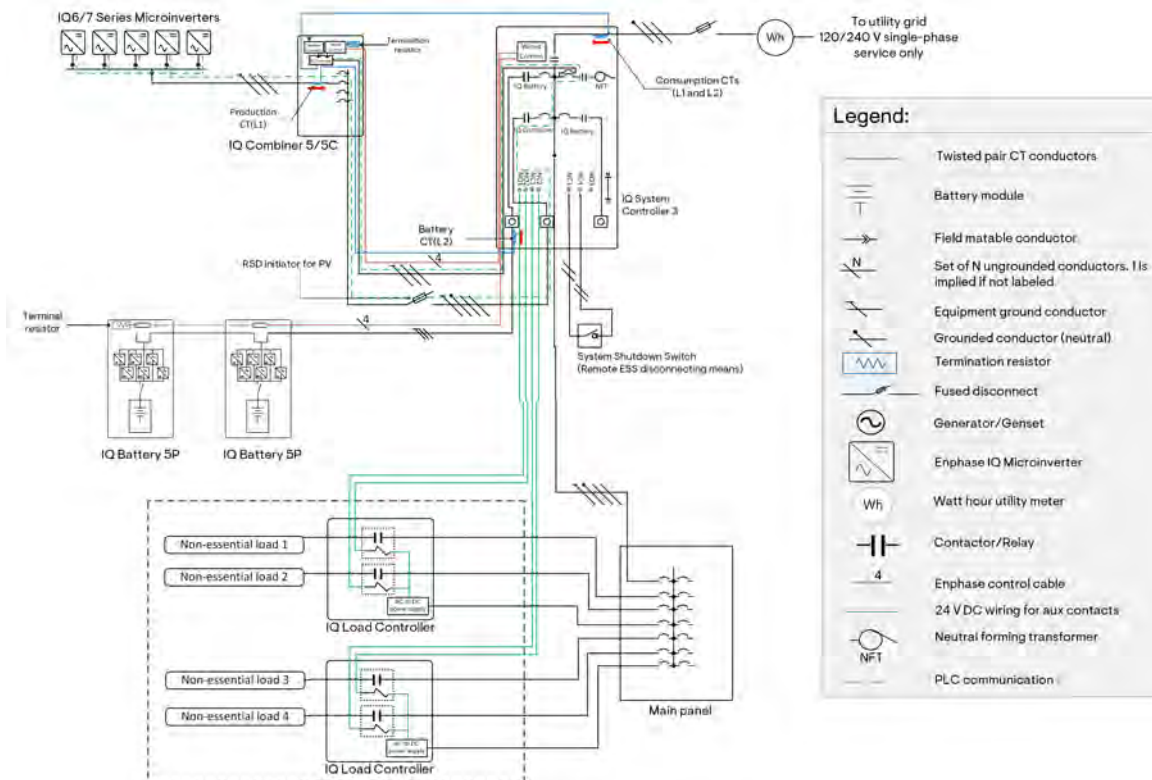 IQ6/7 Series Microinverters
Termination
resistor
Production
CT(L1)
IQ Combiner 5/5C
IQ Battery
NFT
IQ Battery
Consumption CTs
(L1 and L2)
Wh
To utility grid
120/240 V single-phase
service only
IQ System
Controller 3
Battery
CT(L2)
4
RSD initiator for PV
Terminal
resistor
4
System Shutdown Switch
(Remote ESS disconnecting means)
IQ Battery 5P
IQ Battery 5P
Non-essential load 1
Non-essential load 2
IQ Load Controller
Non-essential load 3
Non-essential load 4
IQ Load Controller
Main panel
Legend:
Twisted pair CT conductors
Battery module
Field matable conductor
N
Set of N ungrounded conductors. 1 is
implied if not labeled
Equipment ground conductor
Grounded conductor (neutral)
Termination resistor
Fused disconnect
Generator/Genset
Enphase IQ Microinverter
Wh
Watt hour utility meter
Contactor/Relay
4
Enphase control cable
24 V DC wiring for aux contacts
NFT
Neutral forming transformer
PLC communication